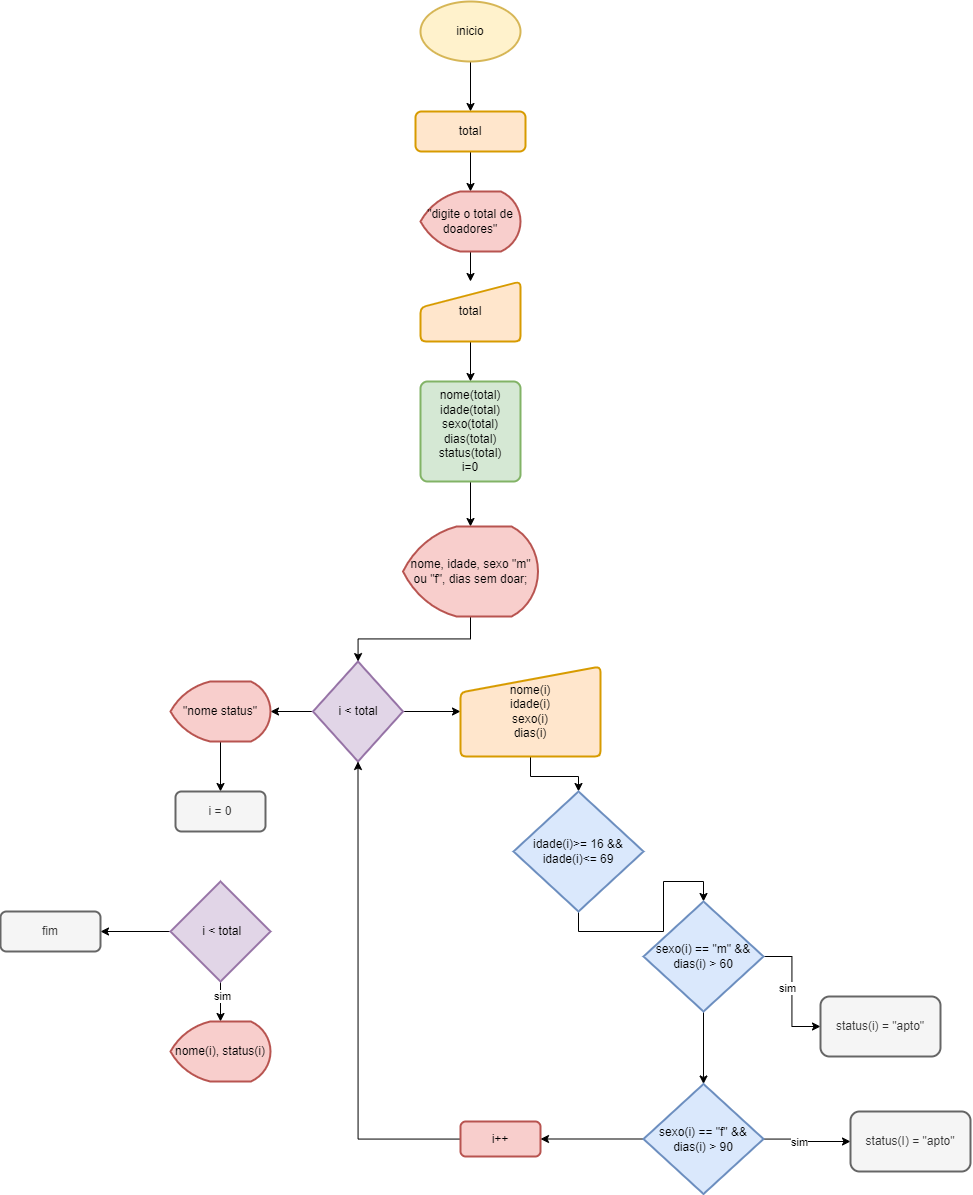 inicio
total
"digite o total de
doadores"
total
nome(total)
idade(total)
sexo(total)
dias(total)
status(total)
i=0
nome, idade, sexo "m"
ou "f", dias sem doar;
"nome status"
i < total
nome(i)
idade(i)
sexo(i)
dias(i)
i = 0
idade(i)>= 16 &&
idade(i)<= 69
fim
i < total
sexo(i) == "m" &&
dias(i) > 60
sim
sim
status(i) = "apto"
nome(i), status(i)
i++
sexo(i) == "f" &&
dias(i) > 90
sim
status(I) = "apto"